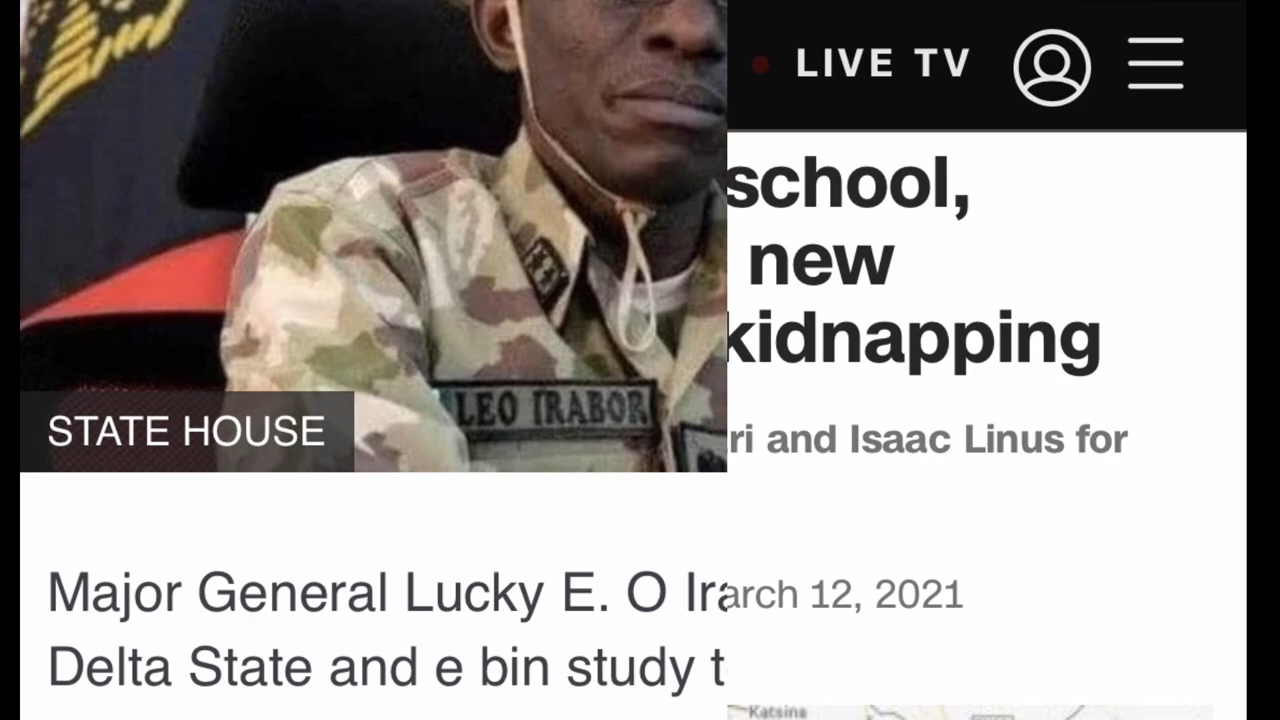 LIVE TV
school,
new
kidnapping
LEO IRABOR
STATE HOUSE
ri and Isaac Linus for
Major General Lucky E. O Ira
arch 12, 2021
Delta State and e bin study t
Katsina